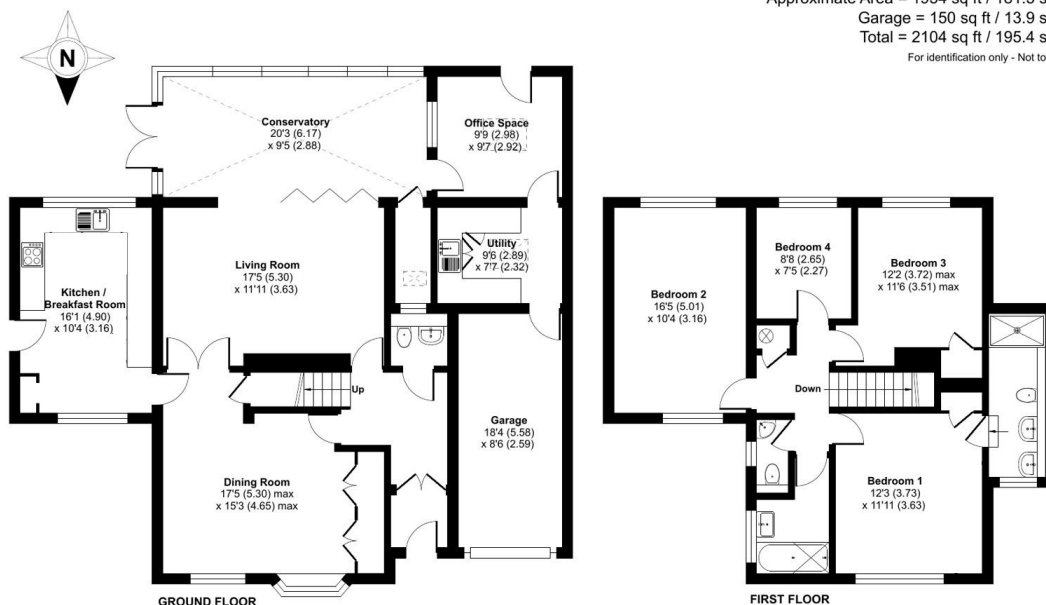 Approximate Area = 1954 sq ft / 181.5 s
Garage = 150 sq ft / 13.9 s
Total = 2104 sq ft / 195.4 s
For identification only - Not to
N
Conservatory
20'3 (6.17)
x 9'5 (2.88)
Office Space
9'9 (2.98)
x 9'7 (2.92)
Kitchen /
Breakfast Room
16'1 (4.90)
x 10'4 (3.16)
Living Room
17'5 (5.30)
x 11'11 (3.63)
Utility
9'6 (2.89)
x 7'7 (2.32)
Up
Dining Room
17'5 (5.30) max
x 15'3 (4.65) max
Garage
18'4 (5.58)
x 8'6 (2.59)
GROUND FLOOR
Bedroom 2
16'5 (5.01)
x 10'4 (3.16)
Bedroom 4
8'8 (2.65)
x 7'5 (2.27)
Bedroom 3
12'2 (3.72) max
x 11'6 (3.51) max
Down
Bedroom 1
12'3 (3.73)
x 11'11 (3.63)
FIRST FLOOR